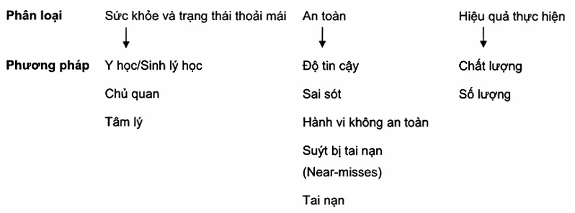 Phân loại Sức khỏe và trạng thái thoải mái An toàn Hiệu quả thực hiện
Phương pháp Y học/Sinh lý học Độ tin cậy Chất lượng
Chủ quan Sai sót Số lượng
Tâm lý Hành vi không an toàn
Suýt bị tai nạn
(Near-misses)
Tai nạn